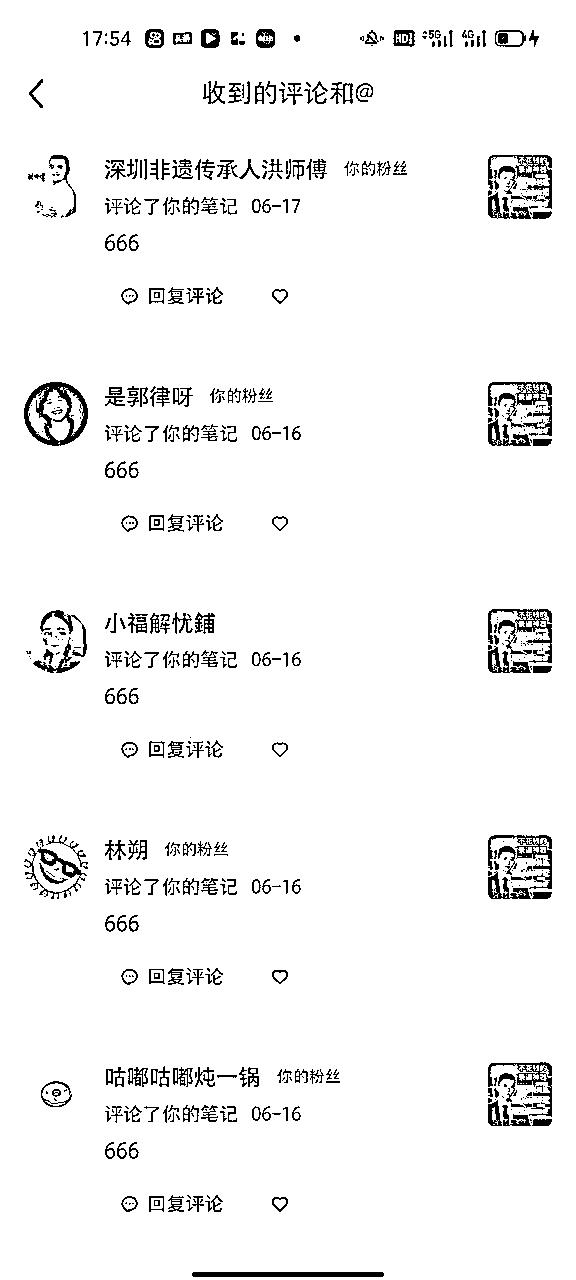 17:54
HD 5G 4G
收到的评论和@
深圳非遗传承人洪师傅 你的粉丝
评论了你的笔记 06-17
666
回复评论
是郭律呀 你的粉丝
评论了你的笔记 06-16
666
回复评论
小福解忧鋪
评论了你的笔记 06-16
666
回复评论
林朔 你的粉丝
评论了你的笔记 06-16
666
回复评论
咕嘟咕嘟炖一锅 你的粉丝
评论了你的笔记 06-16
666
回复评论